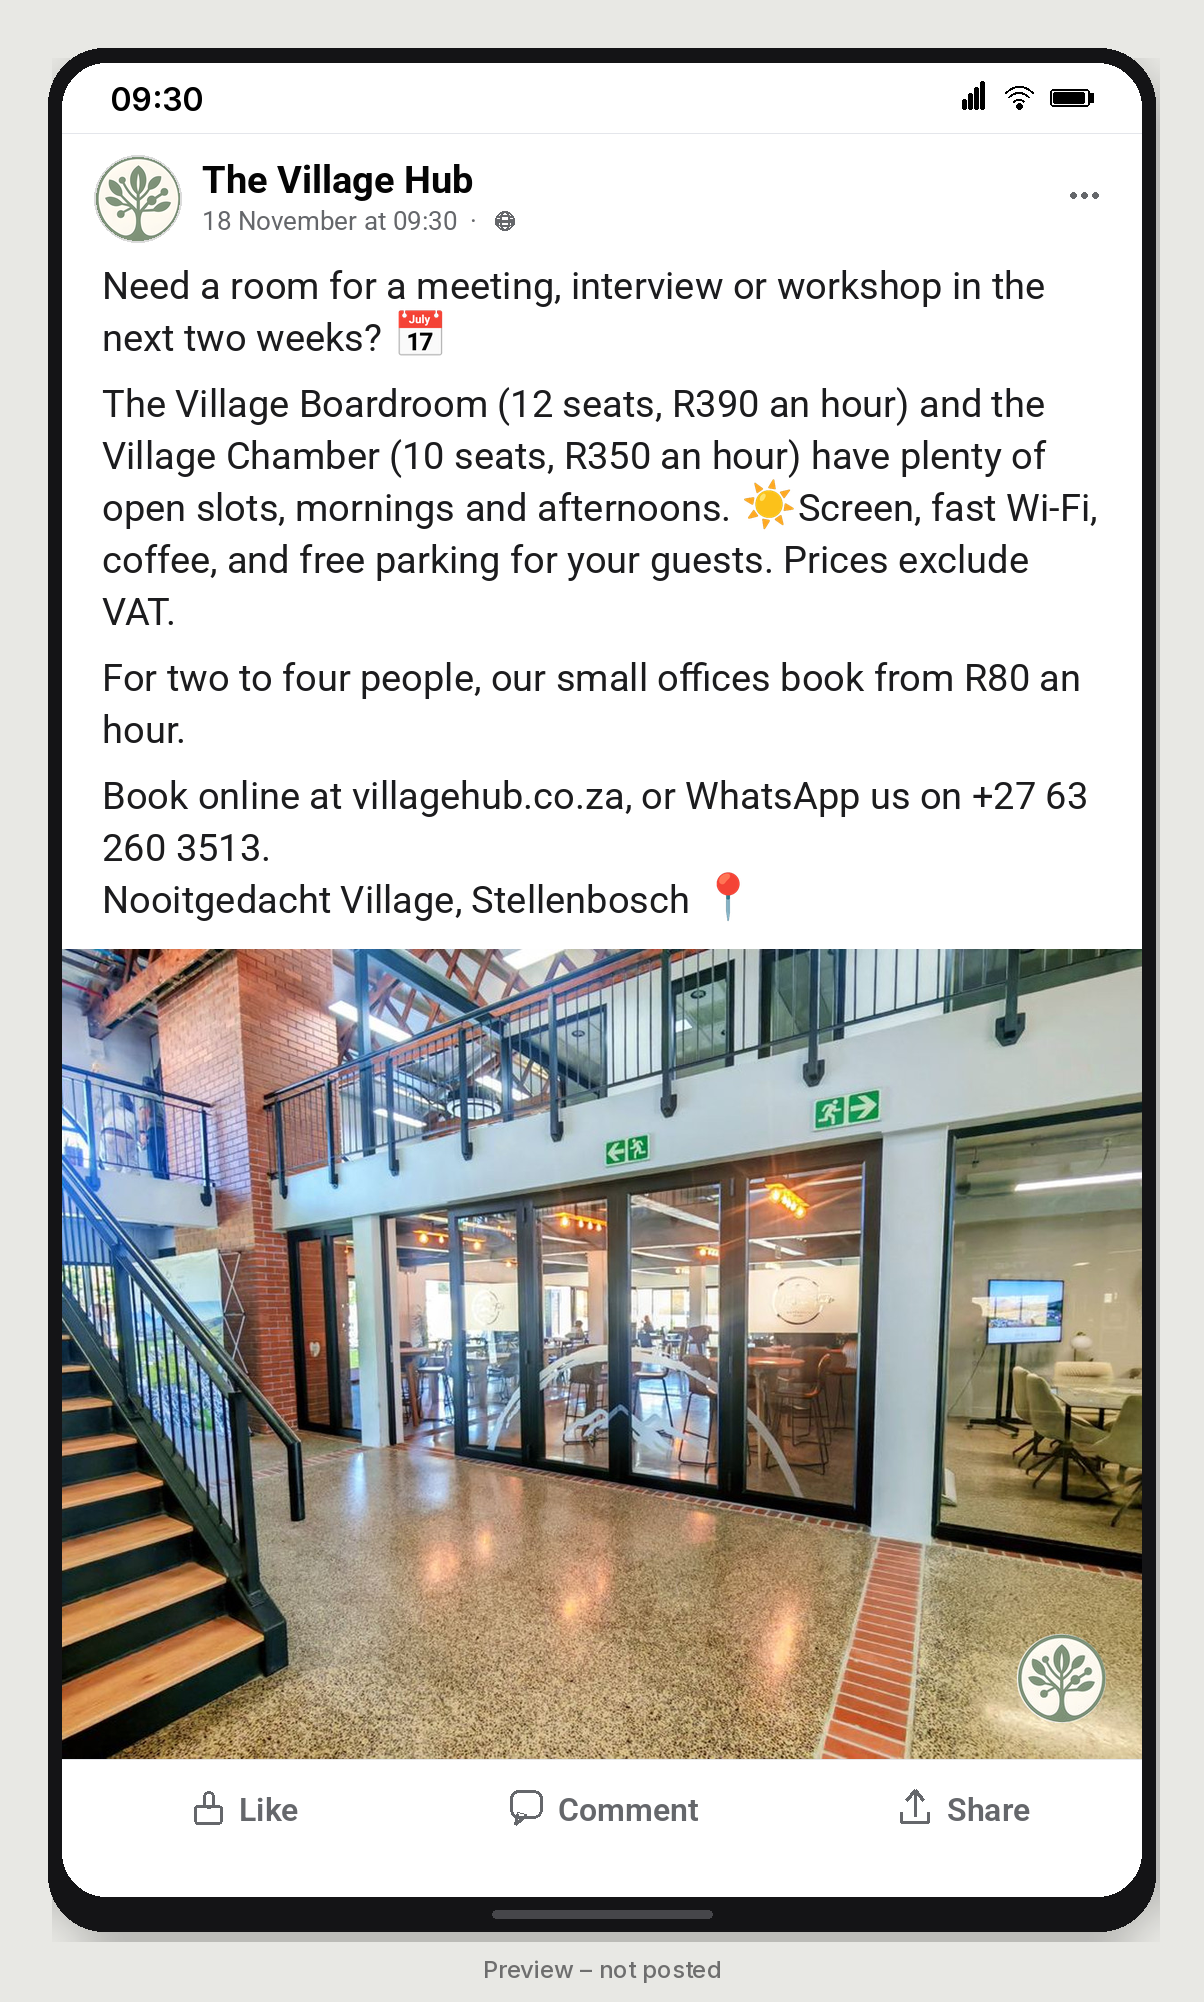 09:30
The Village Hub
18 November at 09:30 ·
Need a room for a meeting, interview or workshop in the
next two weeks? 📅
The Village Boardroom (12 seats, R390 an hour) and the
Village Chamber (10 seats, R350 an hour) have plenty of
open slots, mornings and afternoons. ☀️Screen, fast Wi-Fi,
coffee, and free parking for your guests. Prices exclude
VAT.
For two to four people, our small offices book from R80 an
hour.
Book online at villagehub.co.za, or WhatsApp us on +27 63
260 3513.
Nooitgedacht Village, Stellenbosch 📍
Like Comment Share
Preview – not posted